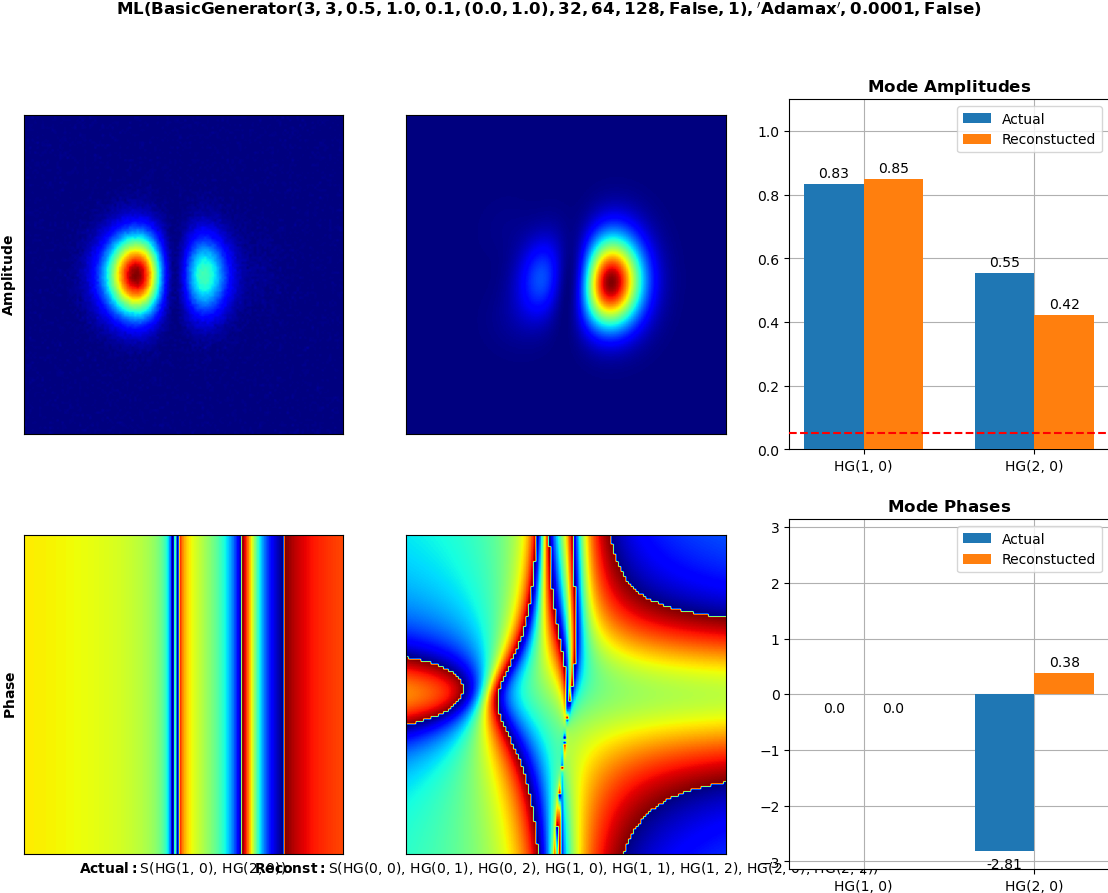 ML(BasicGenerator(3, 3, 0.5, 1.0, 0.1, (0.0, 1.0), 32, 64, 128, False, 1), ′Adamax′, 0.0001, False)
Mode Amplitudes
Amplitude
1.0
0.8
0.6
0.4
0.2
0.0
Actual
Reconstucted
0.83
0.85
0.55
0.42
HG(1, 0)
HG(2, 0)
Mode Phases
Phase
3
2
1
0
−1
−2
−3
Actual
Reconstucted
0.0
0.0
0.38
-2.81
HG(1, 0)
HG(2, 0)
Actual: S(HG(1, 0), HG(2, 0))
Reconst: S(HG(0, 0), HG(0, 1), HG(0, 2), HG(1, 0), HG(1, 1), HG(1, 2), HG(2, 0), HG(2, 2))